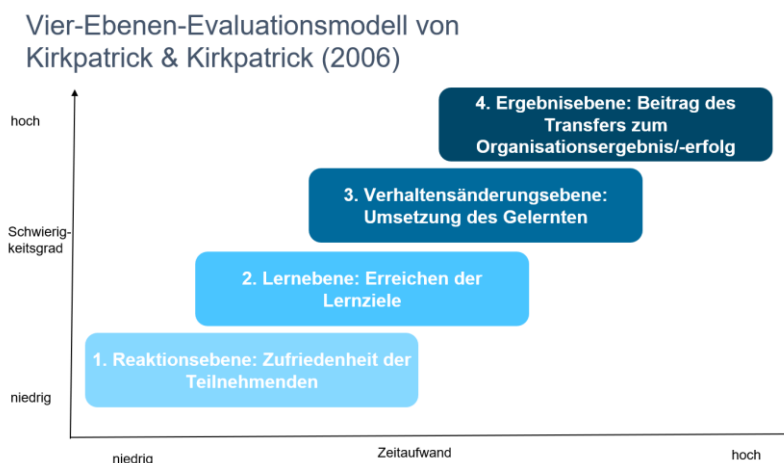 Vier-Ebenen-Evaluationsmodell von
Kirkpatrick & Kirkpatrick (2006)
hoch
4. Ergebnisebene: Beitrag des
Transfers zum
Organisationsergebnis/-erfolg
3. Verhaltensänderungsebene:
Umsetzung des Gelernten
Schwierig-
keitsgrad
2. Lernebene: Erreichen der
Lernziele
1. Reaktionsebene: Zufriedenheit der
Teilnehmenden
niedrig
niedrig
Zeitaufwand
hoch